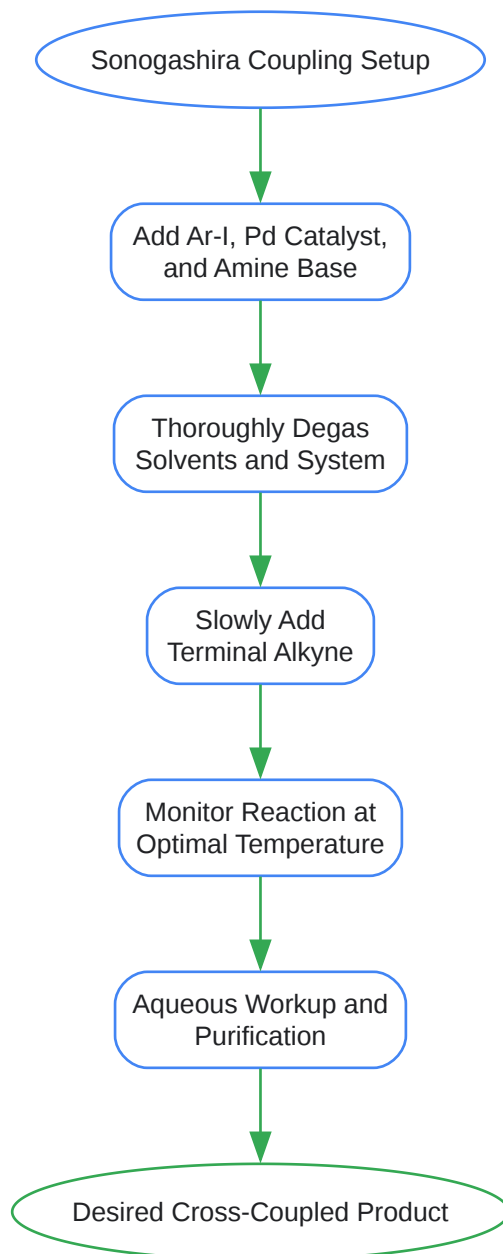 Sonogashira Coupling Setup
Add Ar-I, Pd Catalyst,
and Amine Base
Thoroughly Degas
Solvents and System
Slowly Add
Terminal Alkyne
Monitor Reaction at
Optimal Temperature
Aqueous Workup and
Purification
Desired Cross-Coupled Product